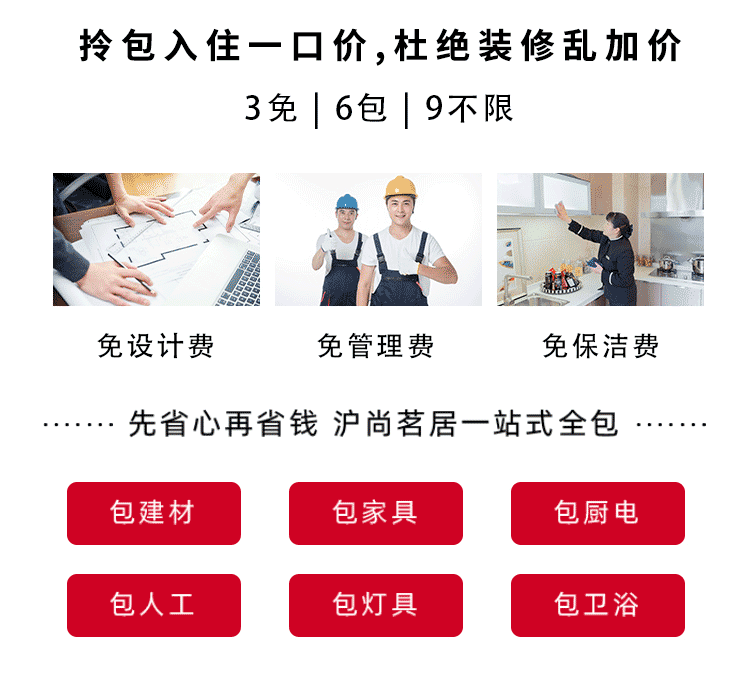 拎包入住一口价,杜绝装修乱加价
3免 | 6包 | 9不限
免设计费 免管理费 免保洁费
······· 先省心再省钱 沪尚茗居一站式全包 ·······
包建材 包家具 包厨电
包人工 包灯具 包卫浴